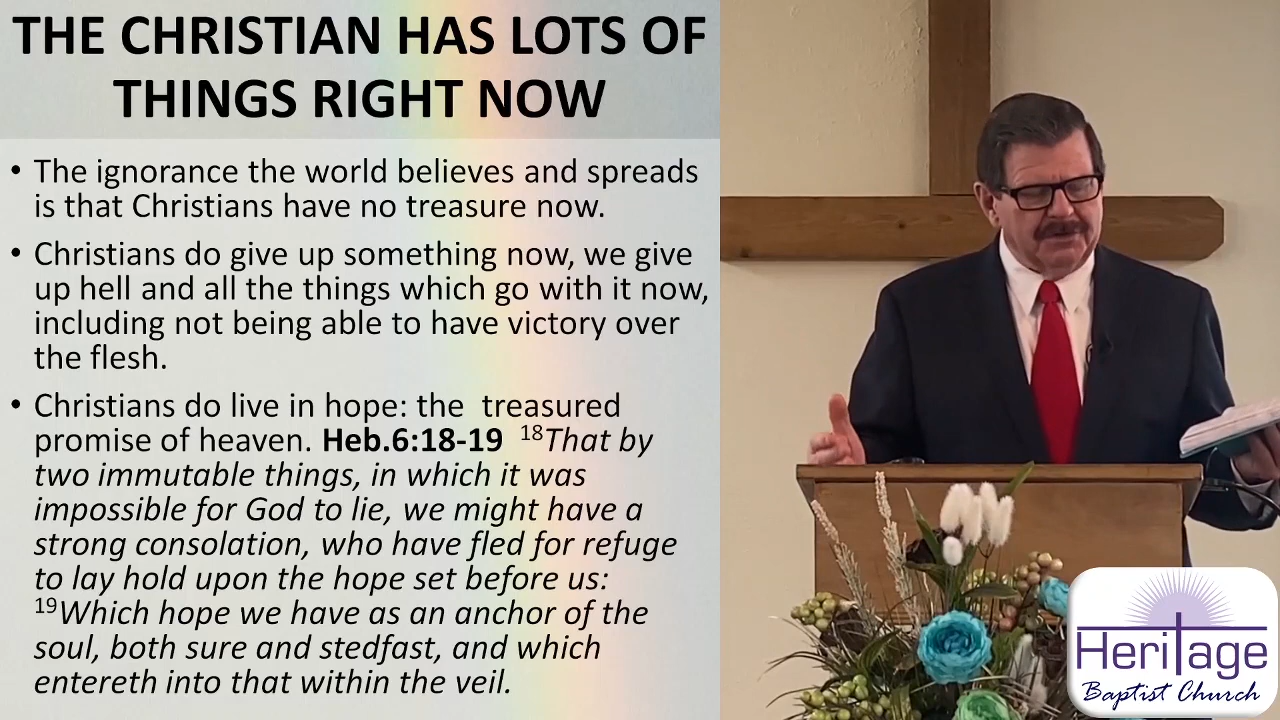 THE CHRISTIAN HAS LOTS OF
THINGS RIGHT NOW
• The ignorance the world believes and spreads
is that Christians have no treasure now.
• Christians do give up something now, we give
up hell and all the things which go with it now,
including not being able to have victory over
the flesh.
• Christians do live in hope: the  treasured
promise of heaven. Heb.6:18-19  18That by
two immutable things, in which it was
impossible for God to lie, we might have a
strong consolation, who have fled for refuge
to lay hold upon the hope set before us:
19Which hope we have as an anchor of the
soul, both sure and stedfast, and which
entereth into that within the veil.
Heritage
Baptist Church